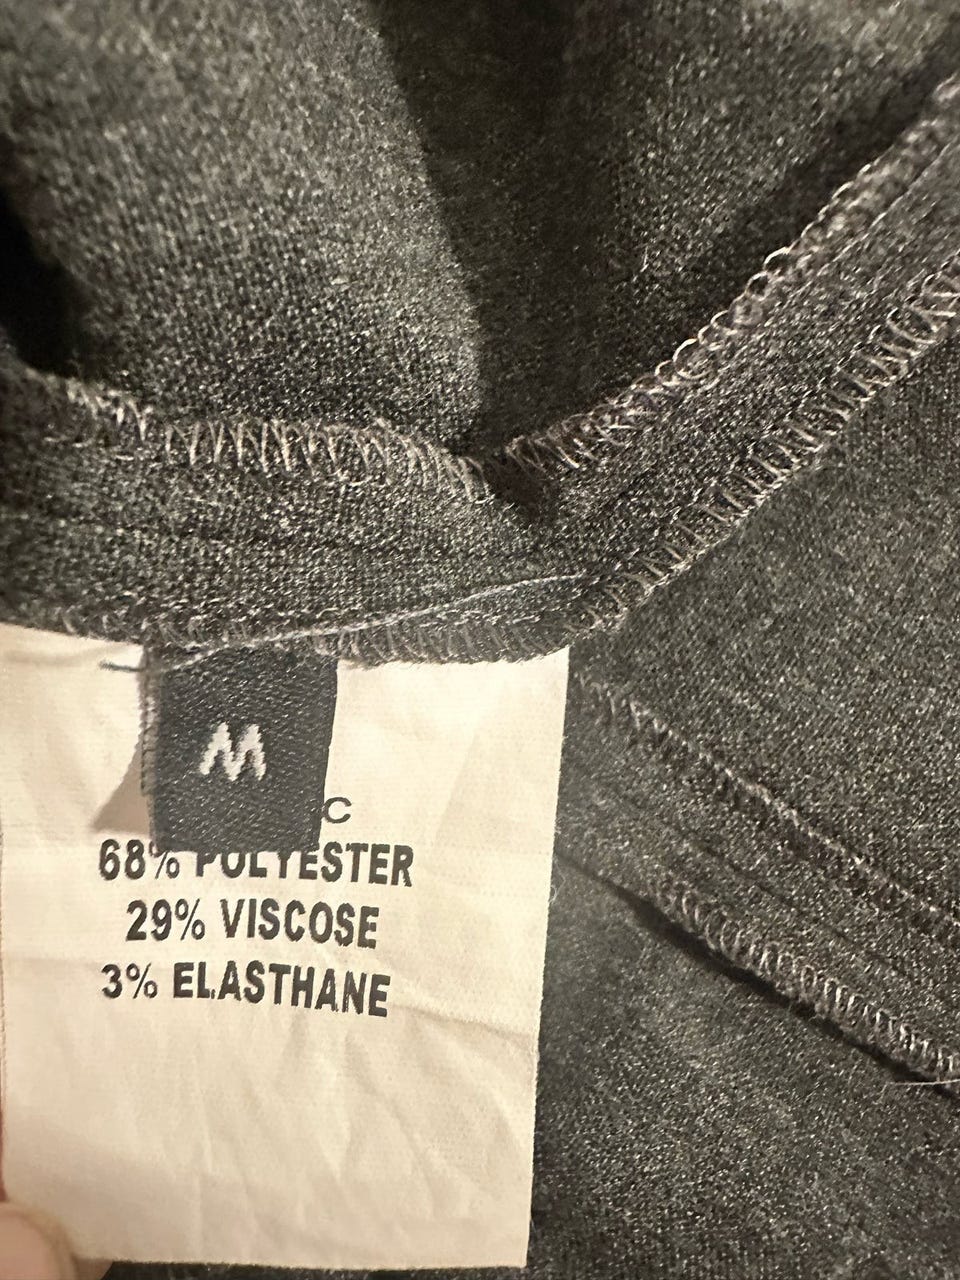 M
C
68% POLYESTER
29% VISCOSE
3% ELASTHANE